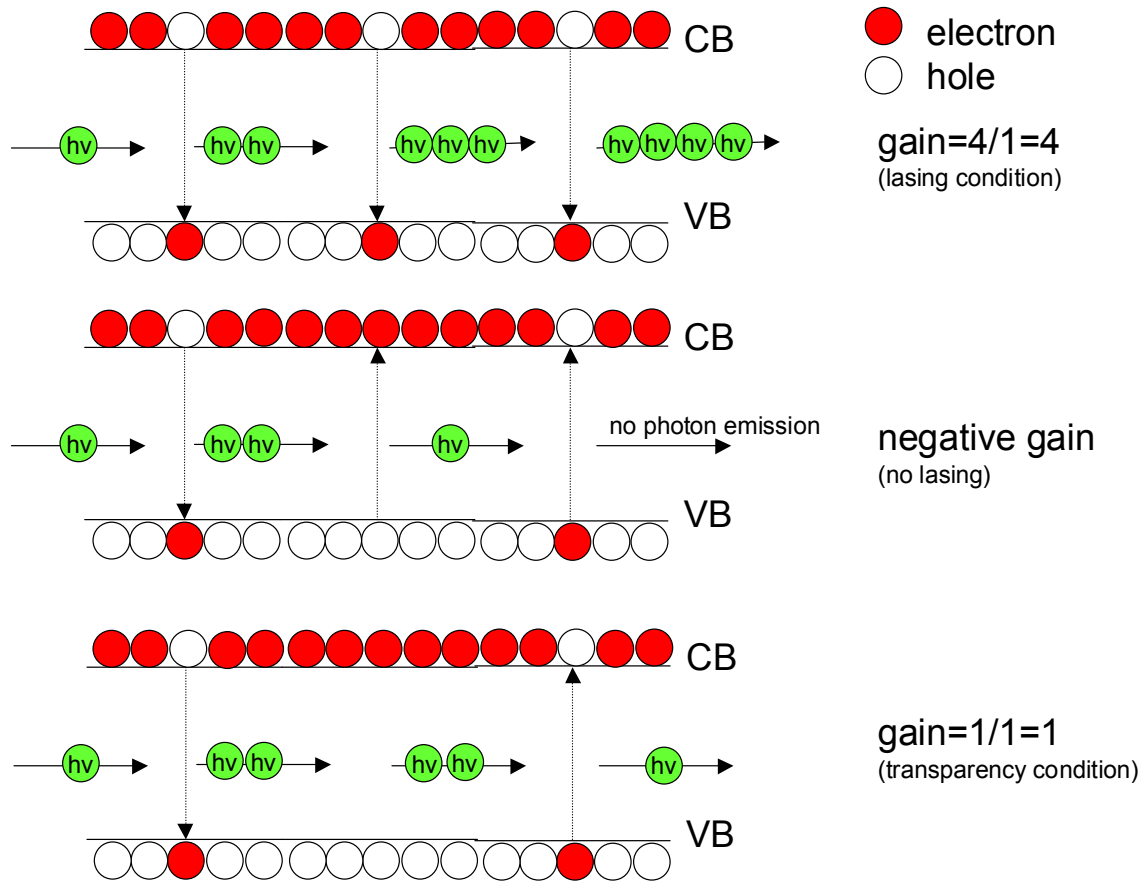 CB
electron
hole
hv hv hv hv hv hv hv hv hv hv
gain=4/1=4
(lasing condition)
VB
CB
no photon emission
hv hv hv hv
negative gain
(no lasing)
VB
CB
gain=1/1=1
hv hv hv hv hv hv
(transparency condition)
VB